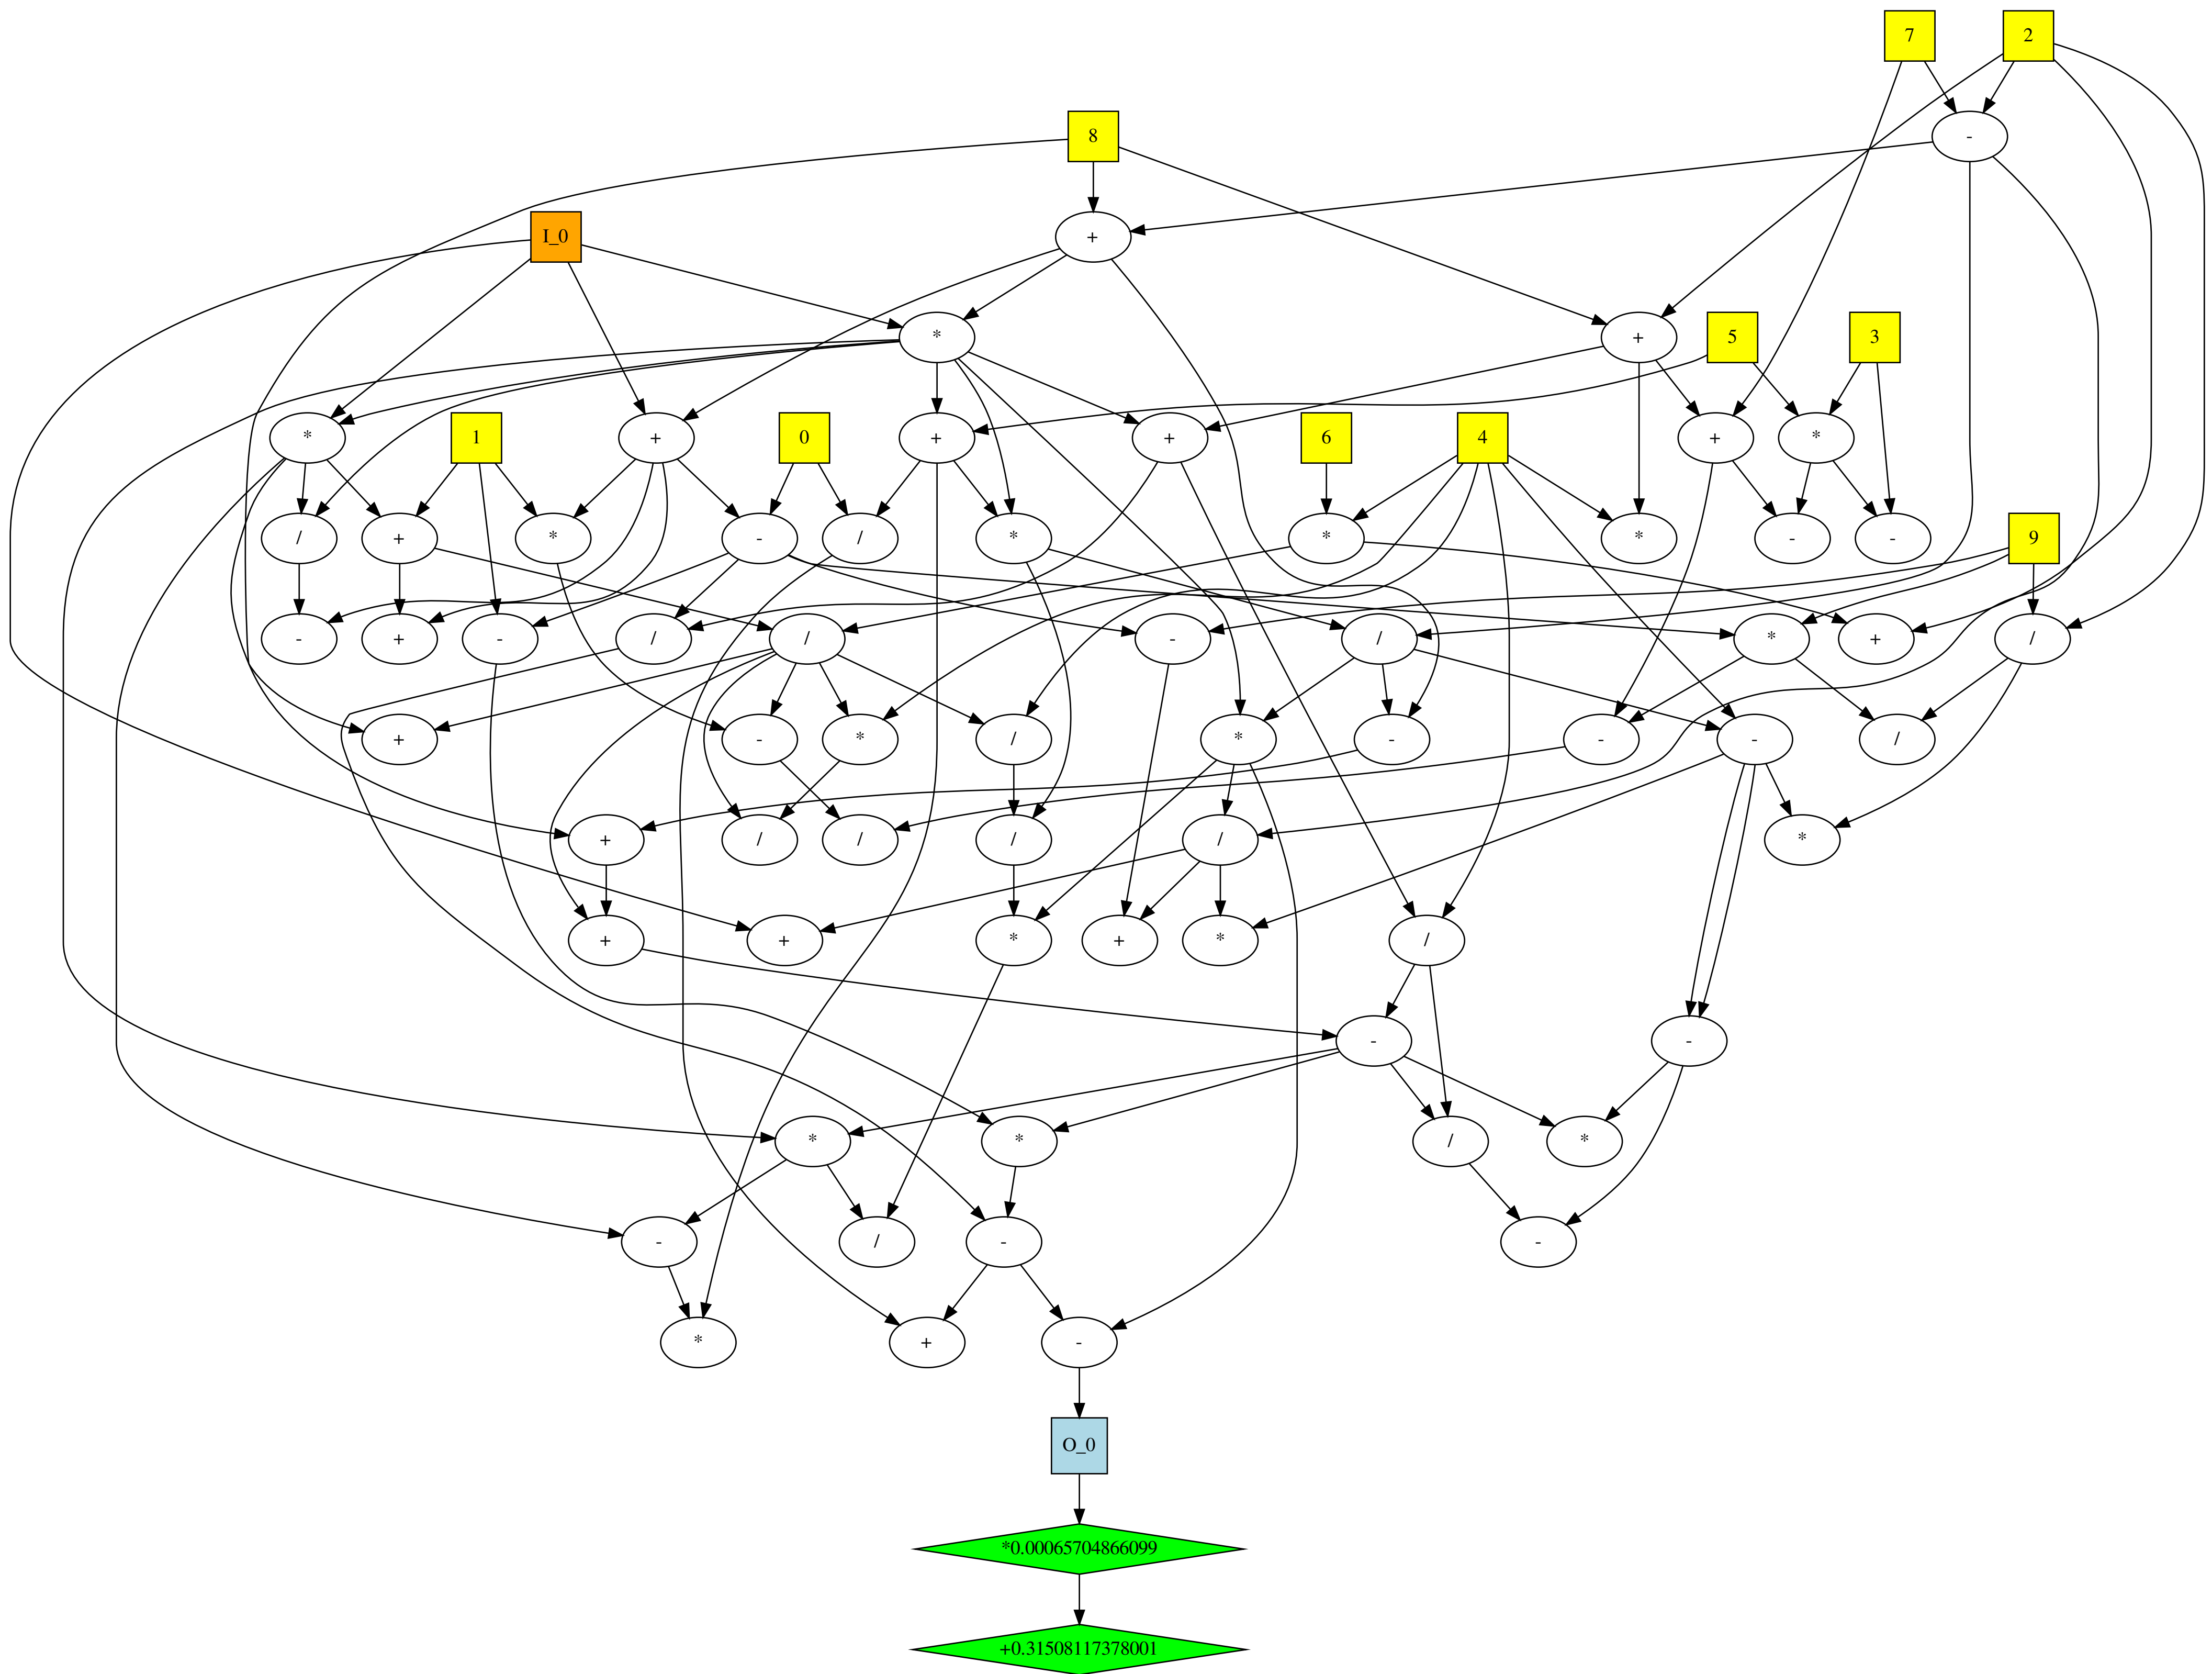 7 2
8 -
I_0 +
* + 5 3
* 1 + 0 + + 6 4 + *
/ + * - / * * * - - 9
- + - / / - / * + /
+ - * / * - - - /
+ / / / / *
+ + * + * /
- -
* * / *
- / - -
* + -
O_0
*0.00065704866099
+0.31508117378001